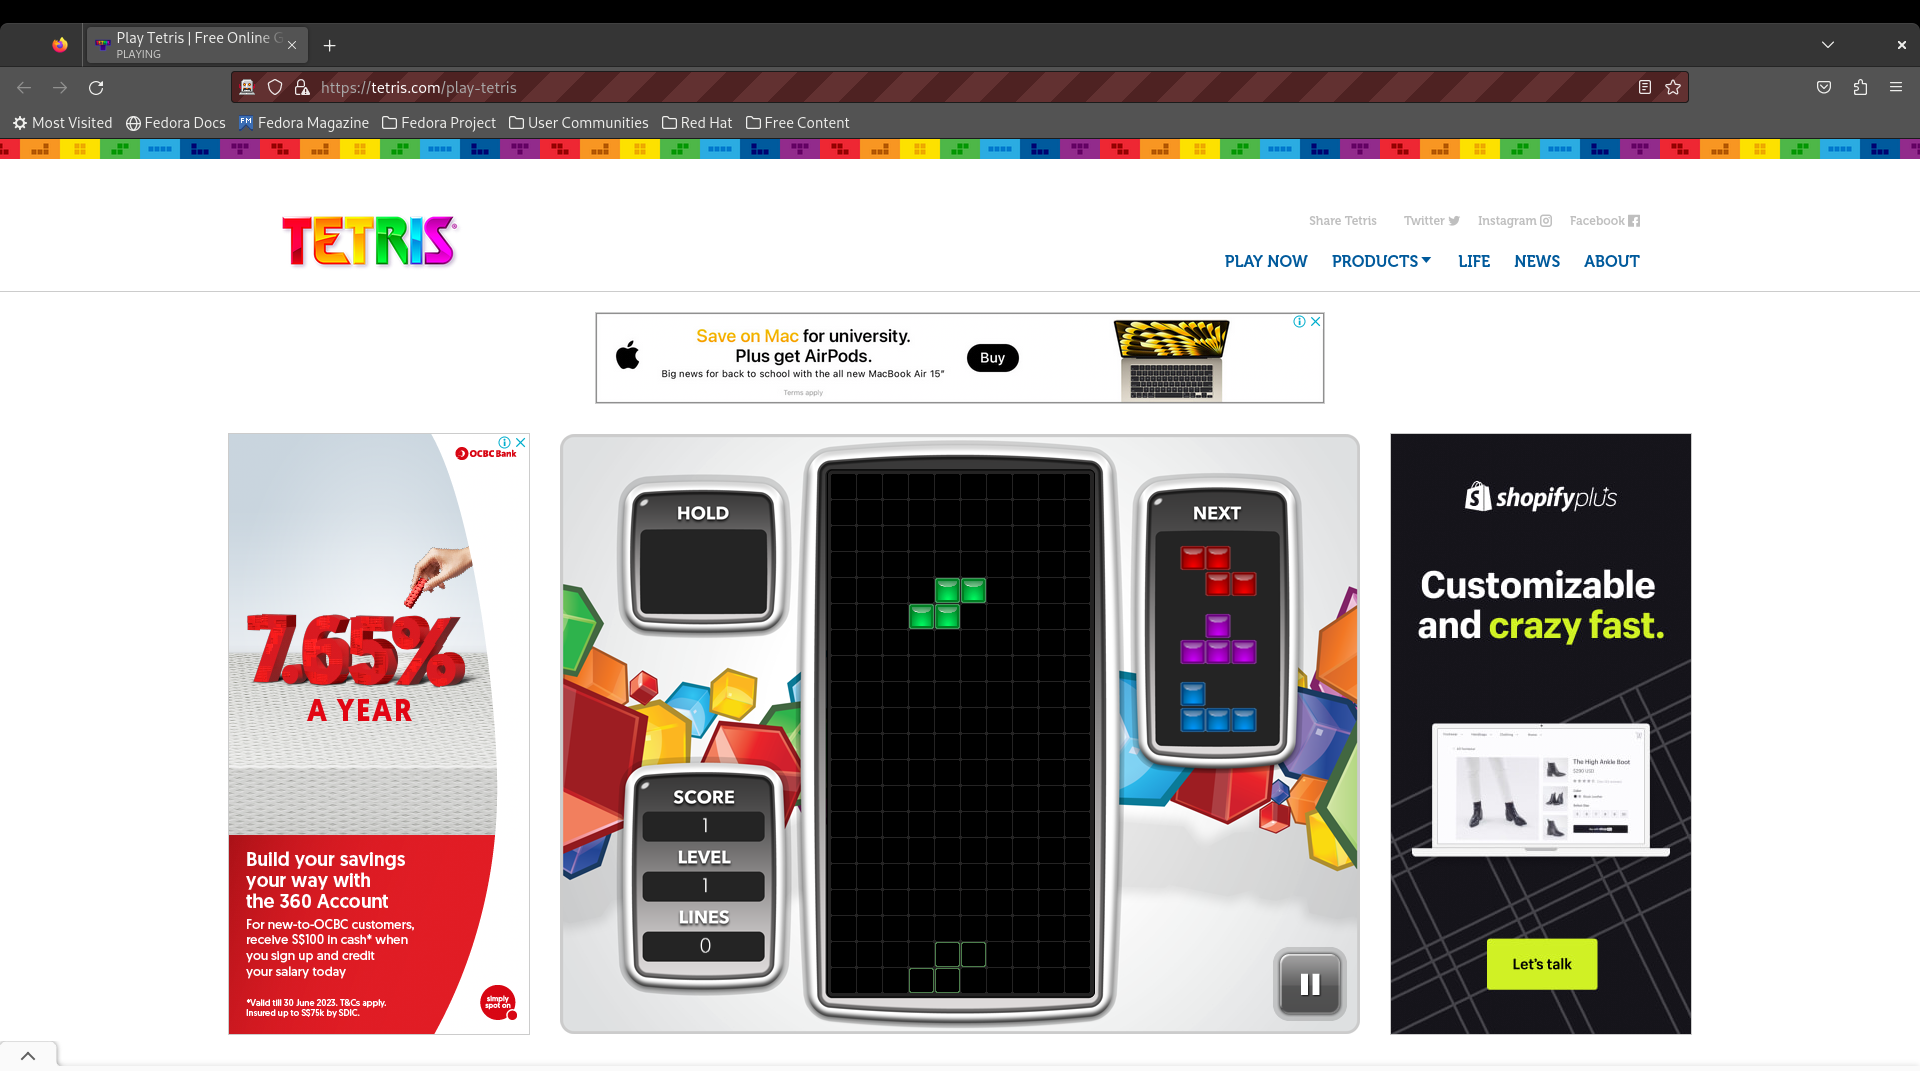 Play Tetris | Free Online G
PLAYING
https://tetris.com/play-tetris
Most Visited
Fedora Docs
Fedora Magazine
Fedora Project
User Communities
Red Hat
Free Content
TETRIS
Share Tetris
Twitter
Instagram
Facebook
PLAY NOW
PRODUCTS
LIFE
NEWS
ABOUT
Save on Mac for university.
Plus get AirPods.
Big news for back to school with the all new MacBook Air 15”
Terms apply
Buy
OCBC Bank
7.65%
A YEAR
Build your savings
your way with
the 360 Account
For new-to-OCBC customers,
receive S$100 in cash* when
you sign up and credit
your salary today
*Valid till 30 June 2023. T&Cs apply.
Insured up to S$75k by SDIC.
simply
spot on
HOLD
SCORE
1
LEVEL
1
LINES
0
NEXT
shopifyplus
Customizable
and crazy fast.
The High Ankle Boot
Let's talk